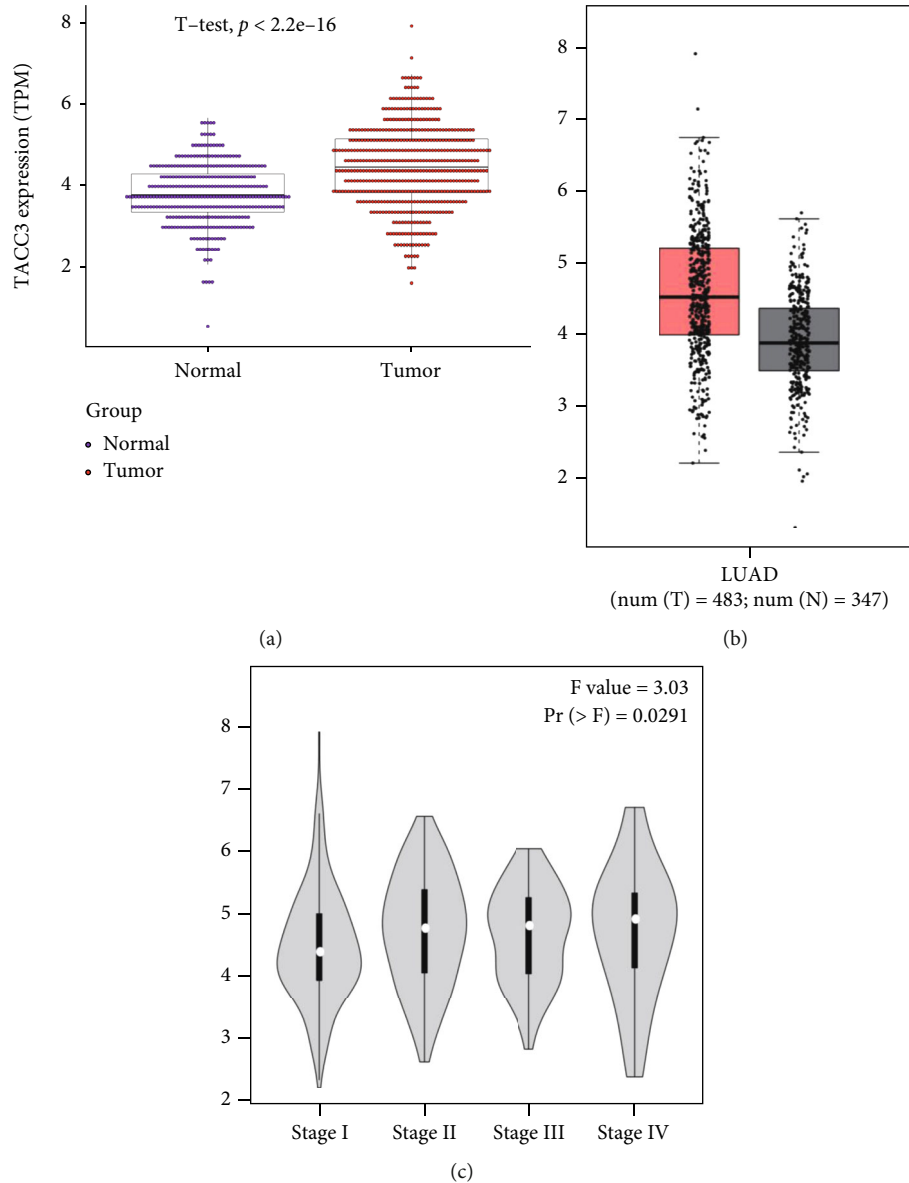 T–test, p < 2.2e–16
TACC3 expression (TPM)
8
6
4
2
Normal
Tumor
Group
Normal
Tumor
(a)
8
7
6
5
4
3
2
LUAD
(num (T) = 483; num (N) = 347)
(b)
F value = 3.03
Pr (> F) = 0.0291
8
7
6
5
4
3
2
Stage I
Stage II
Stage III
Stage IV
(c)